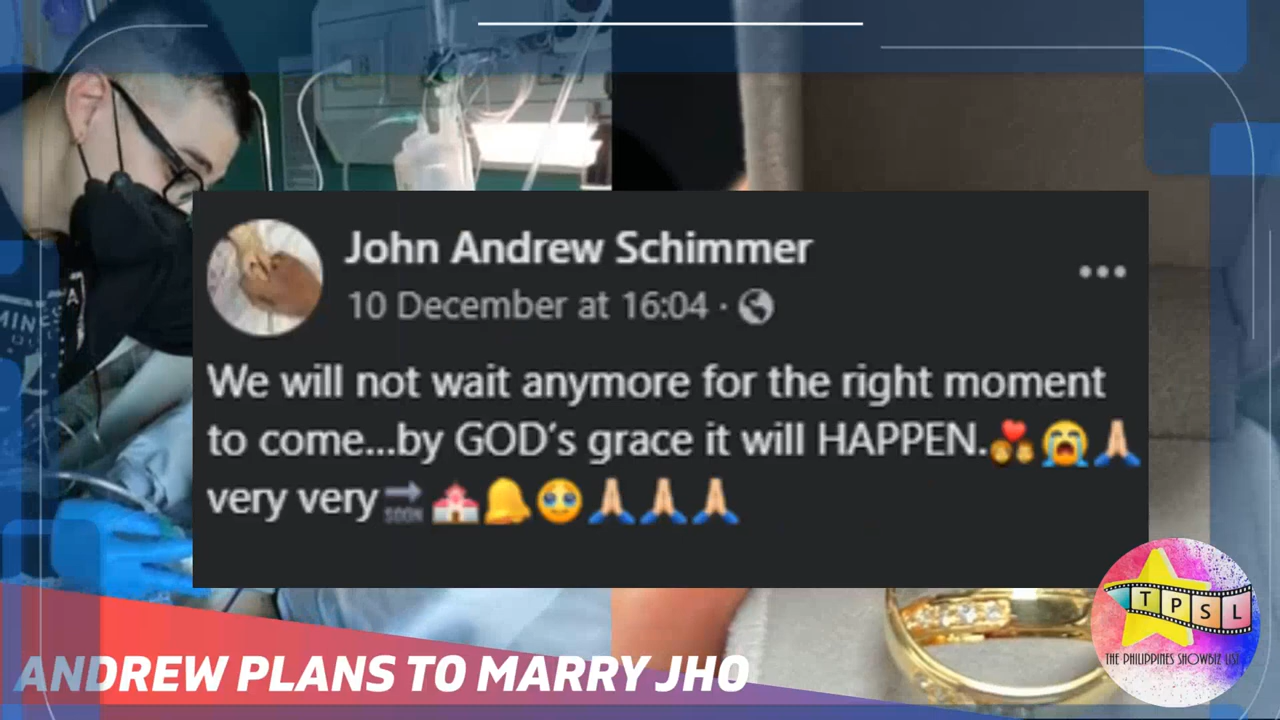 John Andrew Schimmer
10 December at 16:04 ·
We will not wait anymore for the right moment
to come...by GOD's grace it will HAPPEN.💑😭🙏🏼
very very🔜💒🔔🥹🙏🏼🙏🏼🙏🏼
ANDREW PLANS TO MARRY JHO
TPSL
THE PHILIPPINES SHOWBIZ LIST